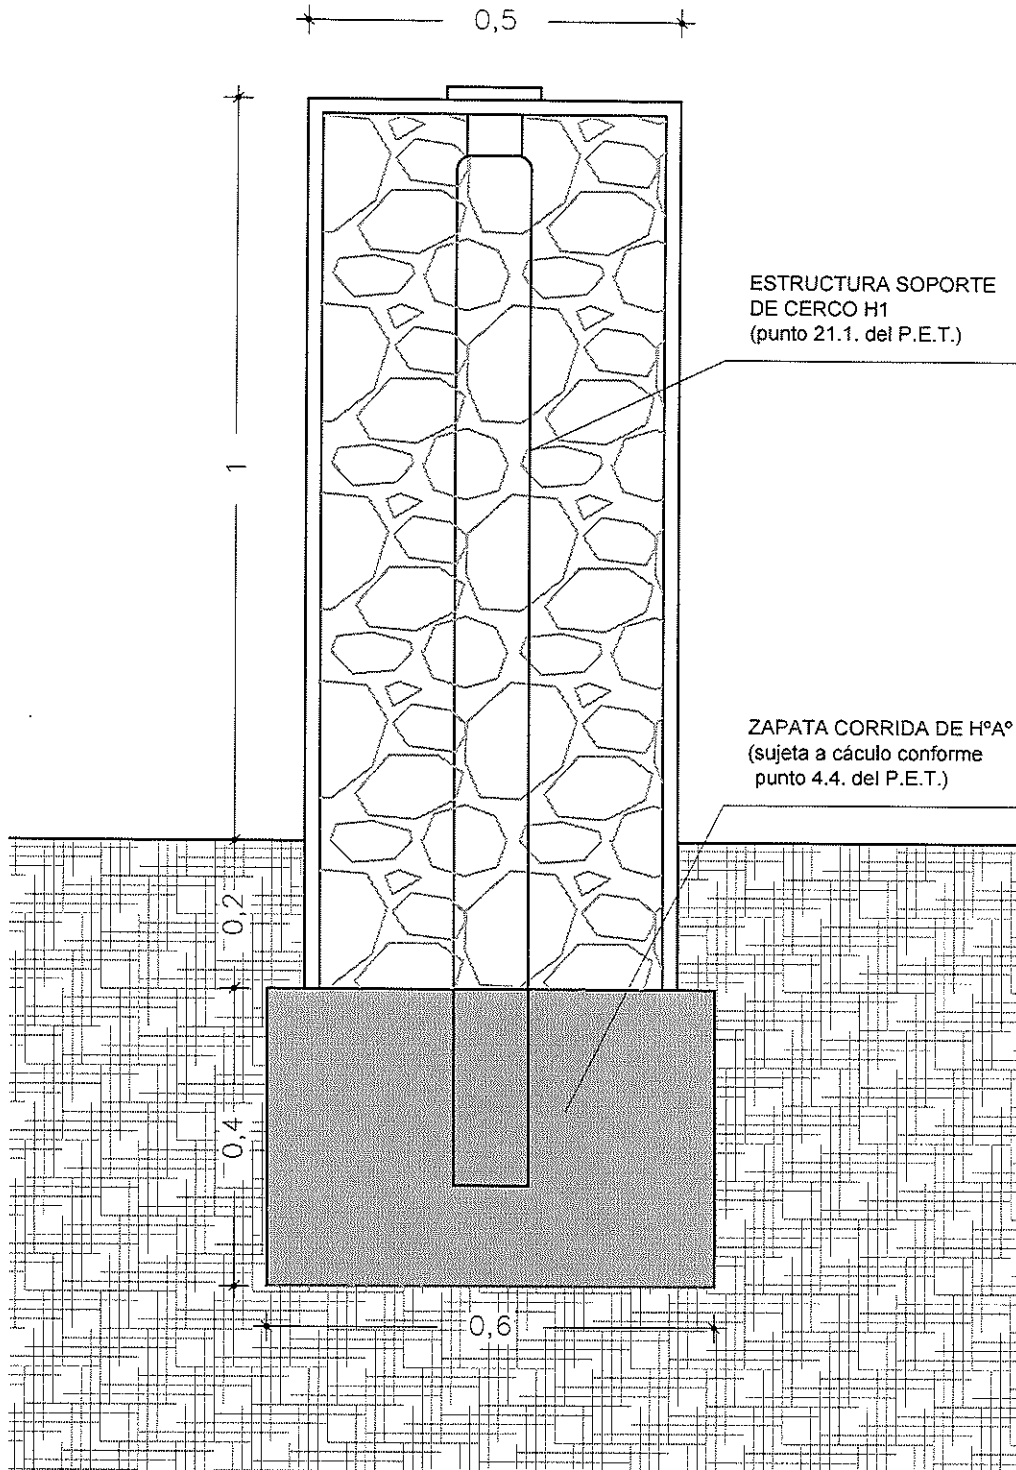 0,5
1
ESTRUCTURA SOPORTE
DE CERCO H1
(punto 21.1. del P.E.T.)
ZAPATA CORRIDA DE HºAº
(sujeta a cáculo conforme
punto 4.4. del P.E.T.)
0,2
0,4
0,6